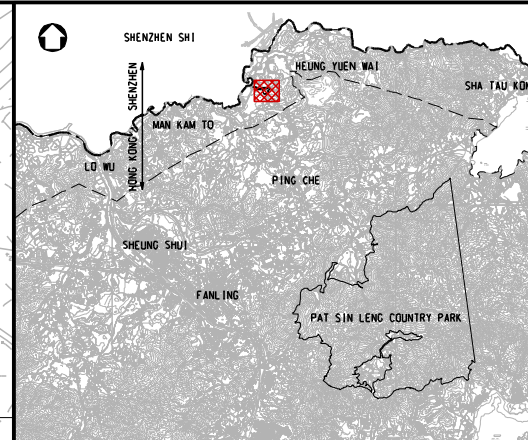 SHENZHEN SHI
HEUNG YUEN WAI
SHENZHEN
HONG KONG
SHA TAU KOK
MAN KAM TO
LO WU
PING CHE
SHEUNG SHUI
FANLING
PAT SIN LENG COUNTRY PARK